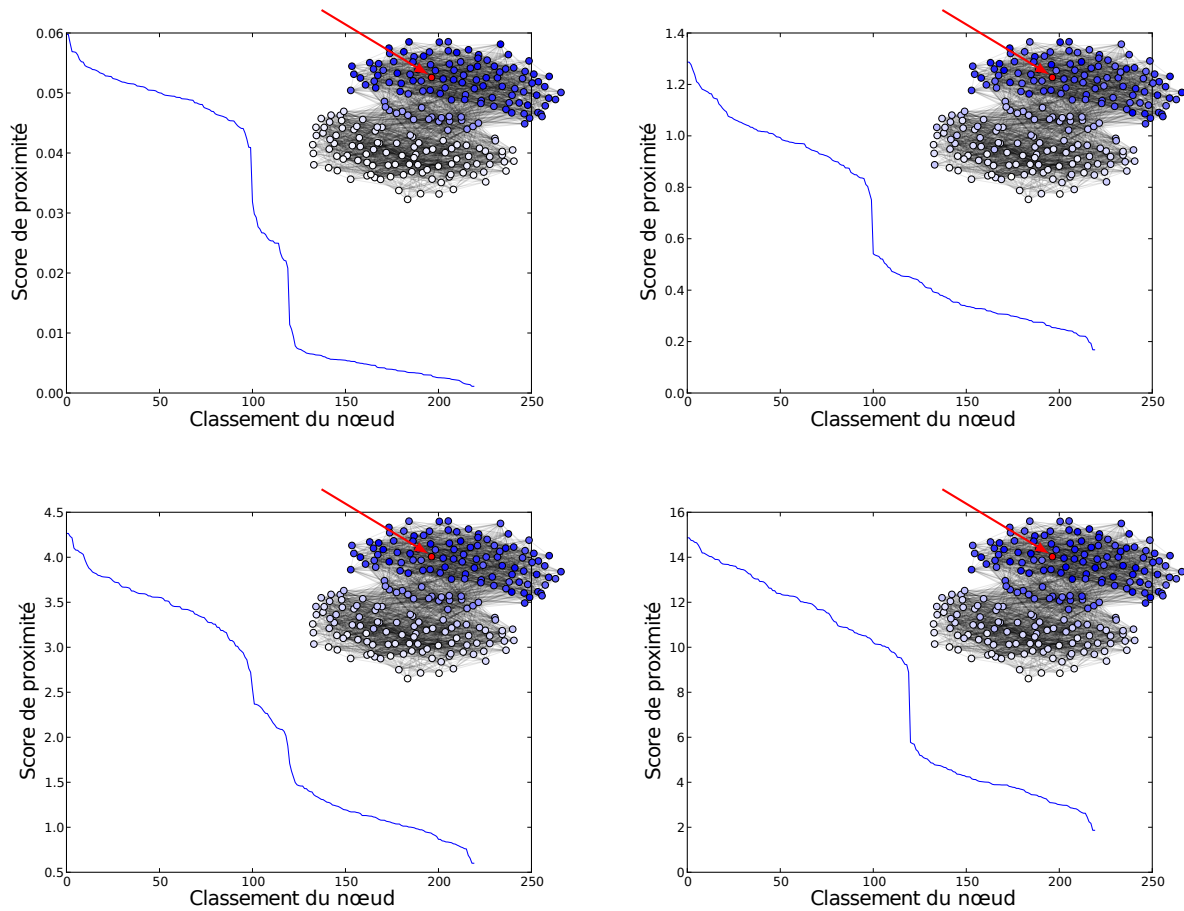 0.06
0.05
0.04
0.03
0.02
0.01
0.00
Score de proximité
0 50 100 150 200 250
Classement du nœud
1.4
1.2
1.0
0.8
0.6
0.4
0.2
0.0
Score de proximité
0 50 100 150 200 250
Classement du nœud
4.5
4.0
3.5
3.0
2.5
2.0
1.5
1.0
0.5
Score de proximité
0 50 100 150 200 250
Classement du nœud
16
14
12
10
8
6
4
2
0
Score de proximité
0 50 100 150 200 250
Classement du nœud